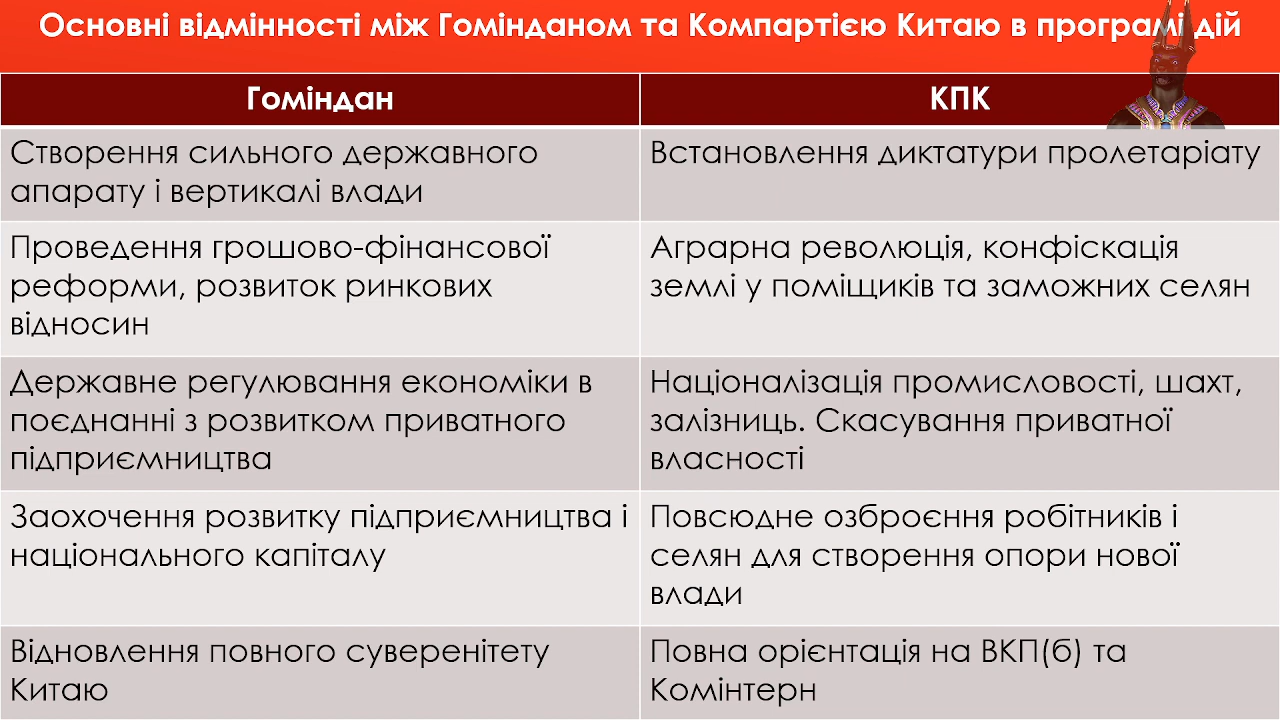 Основні відмінності між Гомінданом та Компартією Китаю в програмі дій
Гоміндан
КПК
Створення сильного державного
апарату і вертикалі влади
Встановлення диктатури пролетаріату
Проведення грошово-фінансової
реформи, розвиток ринкових
відносин
Аграрна революція, конфіскація
землі у поміщиків та заможних селян
Державне регулювання економіки в
поєднанні з розвитком приватного
підприємництва
Націоналізація промисловості, шахт,
залізниць. Скасування приватної
власності
Заохочення розвитку підприємництва і
національного капіталу
Повсюдне озброєння робітників і
селян для створення опори нової
влади
Відновлення повного суверенітету
Китаю
Повна орієнтація на ВКП(б) та
Комінтерн